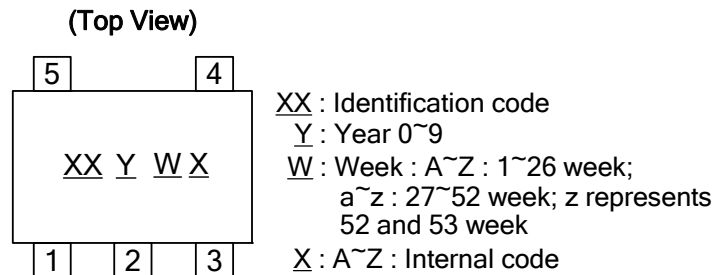 (Top View)
5 4
XX Y W X
1 2 3
XX : Identification code
Y : Year 0~9
W : Week : A~Z : 1~26 week;
a~z : 27~52 week; z represents
52 and 53 week
X : A~Z : Internal code